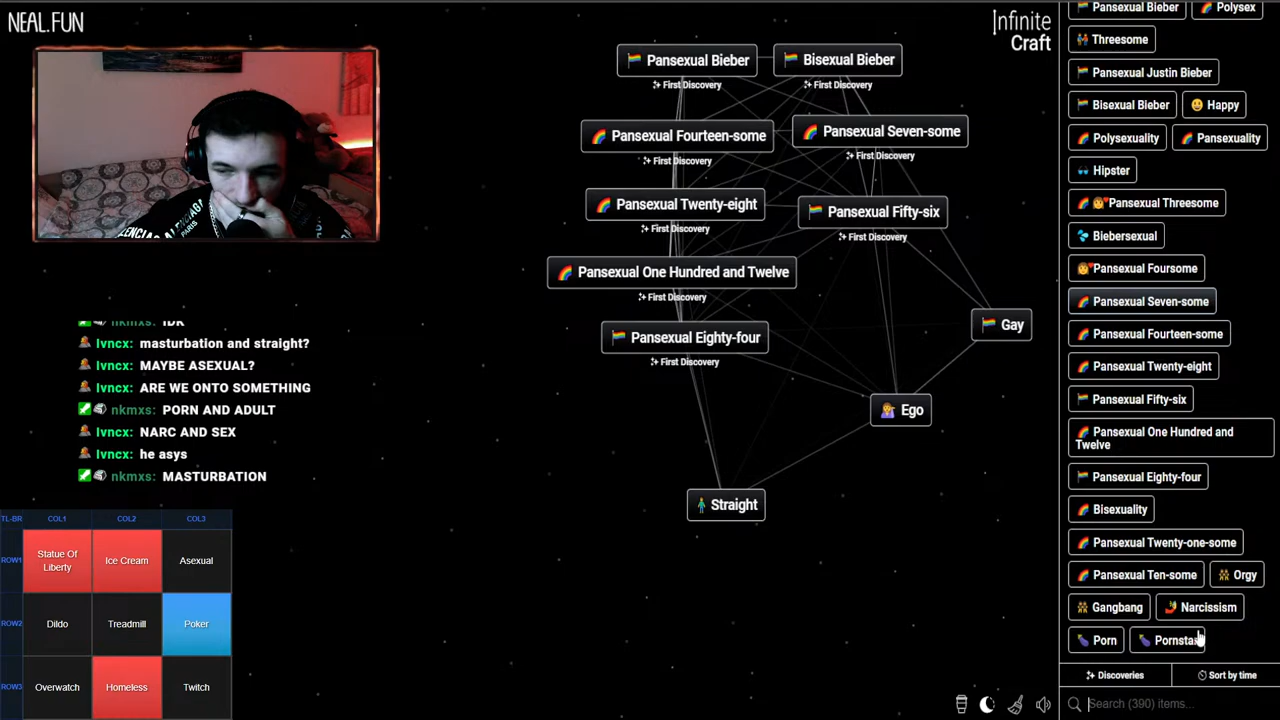 NEAL.FUN
Infinite
Craft
Pansexual Bieber
First Discovery
Bisexual Bieber
First Discovery
Pansexual Fourteen-some
First Discovery
Pansexual Seven-some
First Discovery
Pansexual Twenty-eight
First Discovery
Pansexual Fifty-six
First Discovery
Pansexual One Hundred and Twelve
First Discovery
Pansexual Eighty-four
First Discovery
Gay
Ego
Straight
nkmxs: IDK
lvncx: masturbation and straight?
lvncx: MAYBE ASEXUAL?
lvncx: ARE WE ONTO SOMETHING
nkmxs: PORN AND ADULT
lvncx: NARC AND SEX
lvncx: he asys
nkmxs: MASTURBATION
TL-BR COL1 COL2 COL3
ROW1 Statue Of Liberty Ice Cream Asexual
ROW2 Dildo Treadmill Poker
ROW3 Overwatch Homeless Twitch
Pansexual Bieber Polysex
Threesome
Pansexual Justin Bieber
Bisexual Bieber Happy
Polysexuality Pansexuality
Hipster
Pansexual Threesome
Biebersexual
Pansexual Foursome
Pansexual Seven-some
Pansexual Fourteen-some
Pansexual Twenty-eight
Pansexual Fifty-six
Pansexual One Hundred and
Twelve
Pansexual Eighty-four
Bisexuality
Pansexual Twenty-one-some
Pansexual Ten-some Orgy
Gangbang Narcissism
Porn Pornstar
Discoveries Sort by time
Search (390) items...